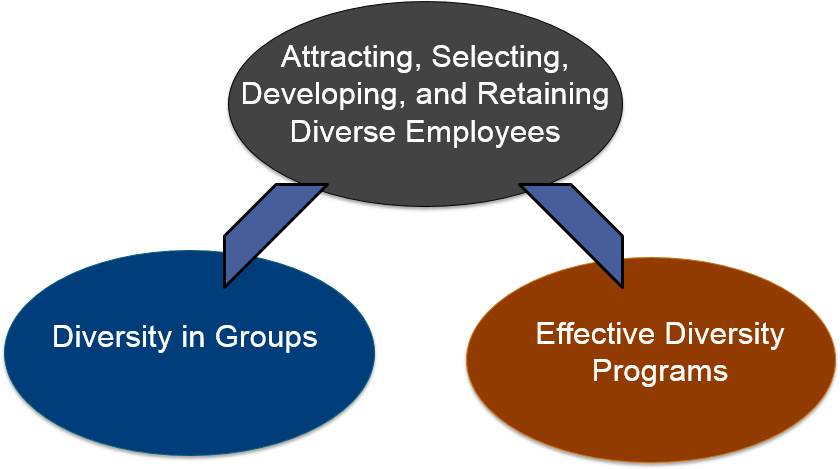 Attracting, Selecting,
Developing, and Retaining
Diverse Employees
Diversity in Groups
Effective Diversity
Programs